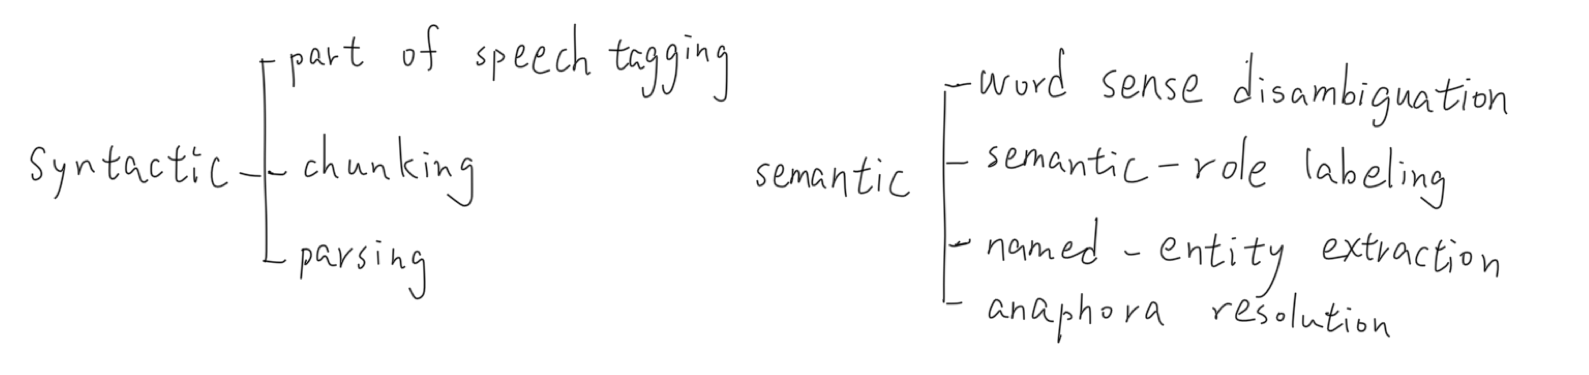 syntactic
part of speech tagging
chunking
parsing
semantic
word sense disambiguation
semantic-role labeling
named-entity extraction
anaphora resolution